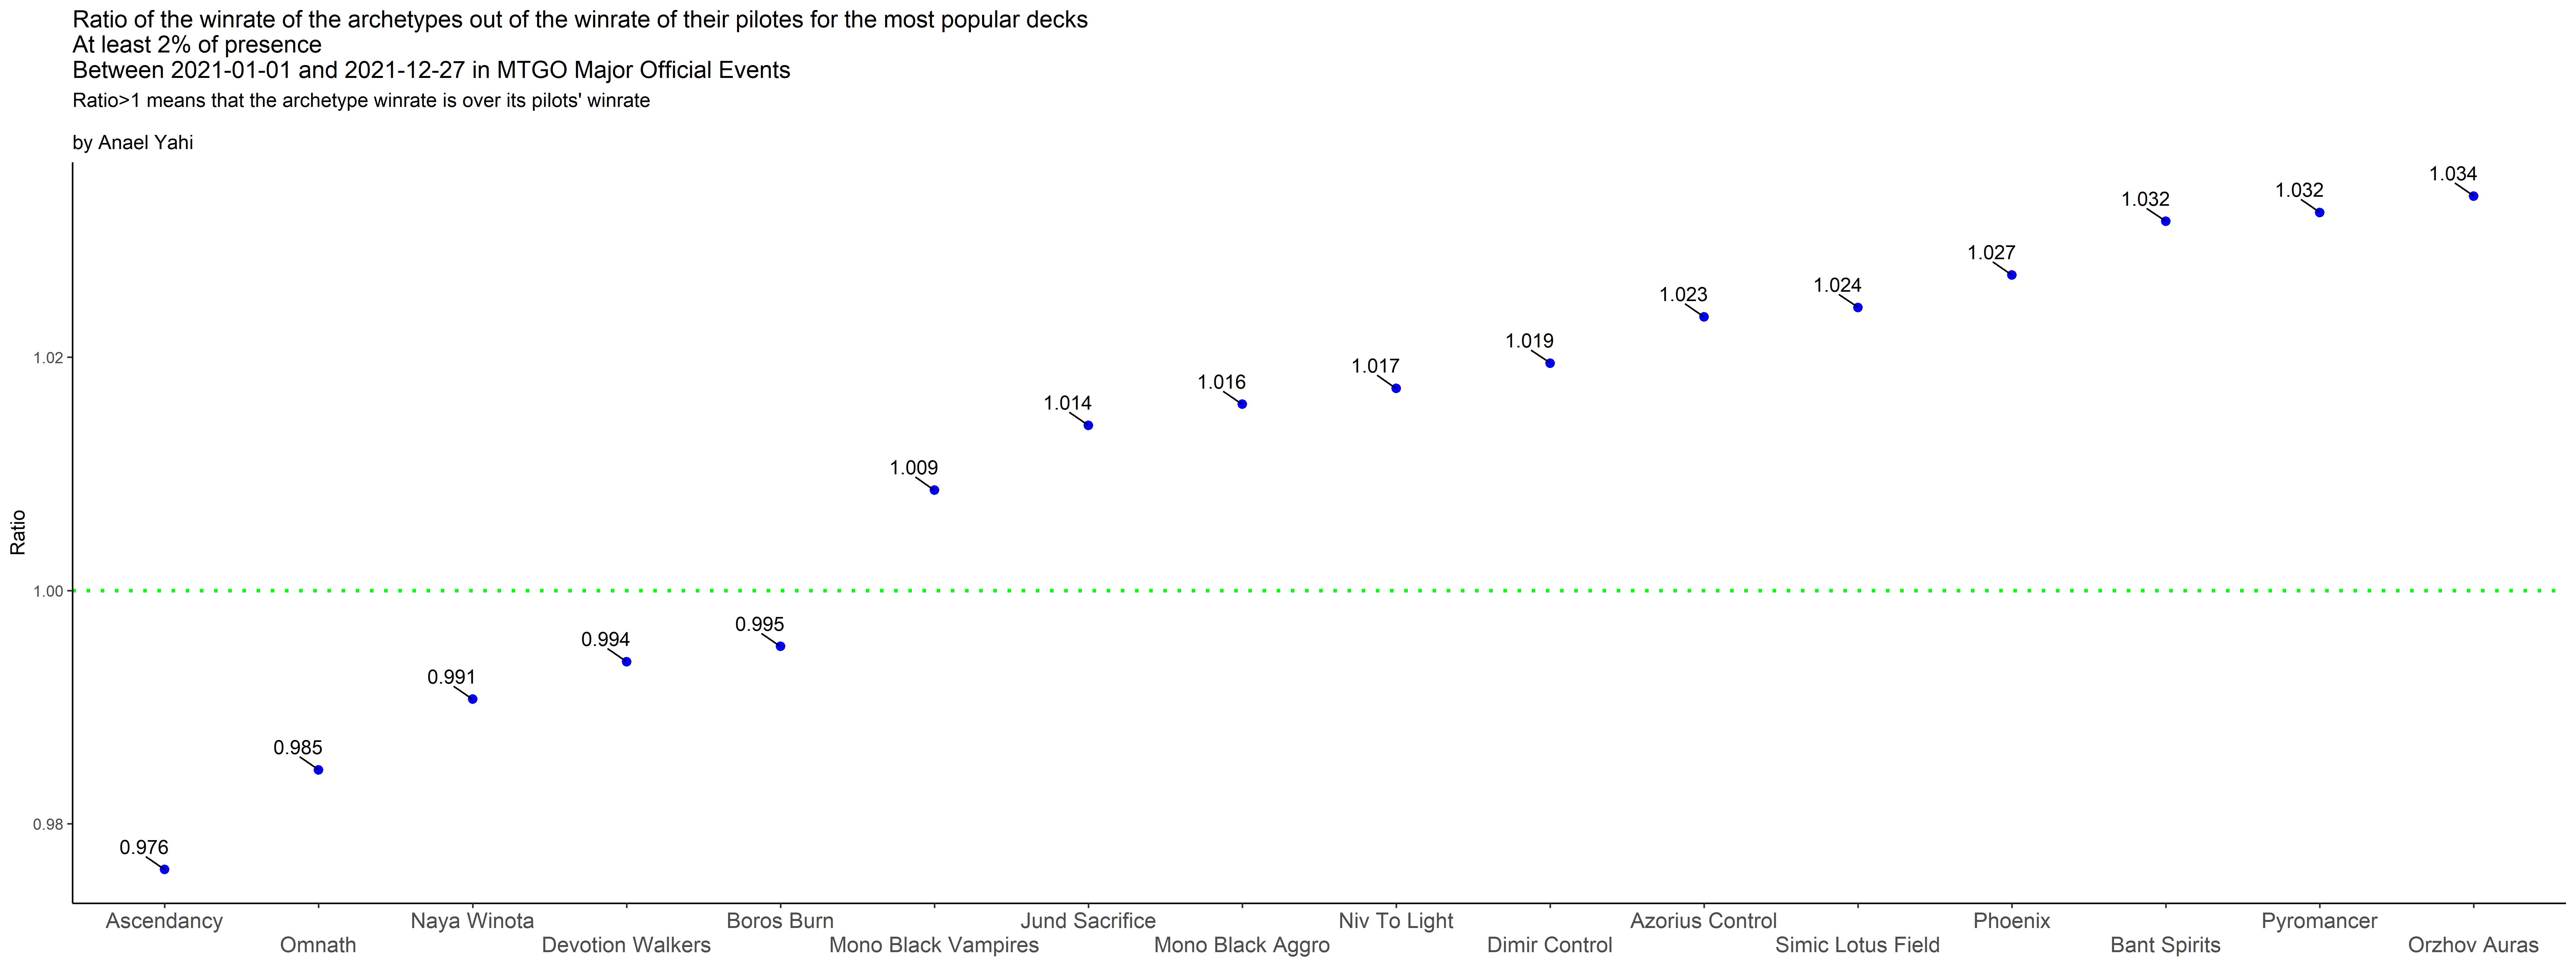 Ratio of the winrate of the archetypes out of the winrate of their pilotes for the most popular decks
At least 2% of presence
Between 2021-01-01 and 2021-12-27 in MTGO Major Official Events
Ratio>1 means that the archetype winrate is over its pilots' winrate
by Anael Yahi
Ratio
1.02
1.00
0.98
0.976
0.985
0.991
0.994
0.995
1.009
1.014
1.016
1.017
1.019
1.023
1.024
1.027
1.032
1.032
1.034
Ascendancy
Omnath
Naya Winota
Devotion Walkers
Boros Burn
Mono Black Vampires
Jund Sacrifice
Mono Black Aggro
Niv To Light
Dimir Control
Azorius Control
Simic Lotus Field
Phoenix
Bant Spirits
Pyromancer
Orzhov Auras